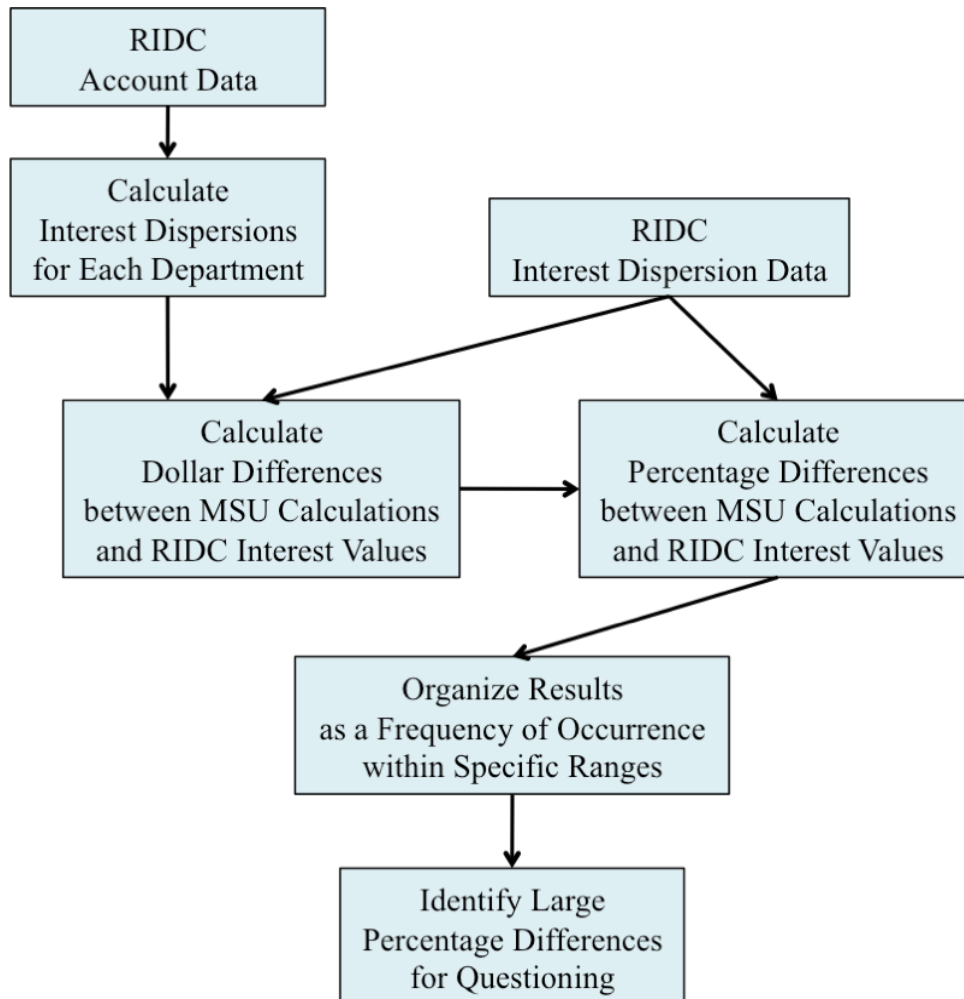 RIDC
Account Data
Calculate
Interest Dispersions
for Each Department
RIDC
Interest Dispersion Data
Calculate
Dollar Differences
between MSU Calculations
and RIDC Interest Values
Calculate
Percentage Differences
between MSU Calculations
and RIDC Interest Values
Organize Results
as a Frequency of Occurrence
within Specific Ranges
Identify Large
Percentage Differences
for Questioning